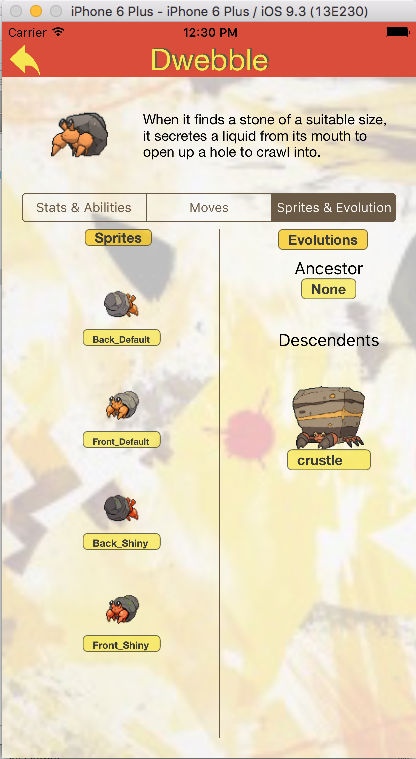 iPhone 6 Plus - iPhone 6 Plus / iOS 9.3 (13E230)
Carrier 12:30 PM
Dwebble
When it finds a stone of a suitable size,
it secretes a liquid from its mouth to
open up a hole to crawl into.
Stats & Abilities Moves Sprites & Evolution
Sprites
Back_Default
Front_Default
Back_Shiny
Front_Shiny
Evolutions
Ancestor
None
Descendents
crustle